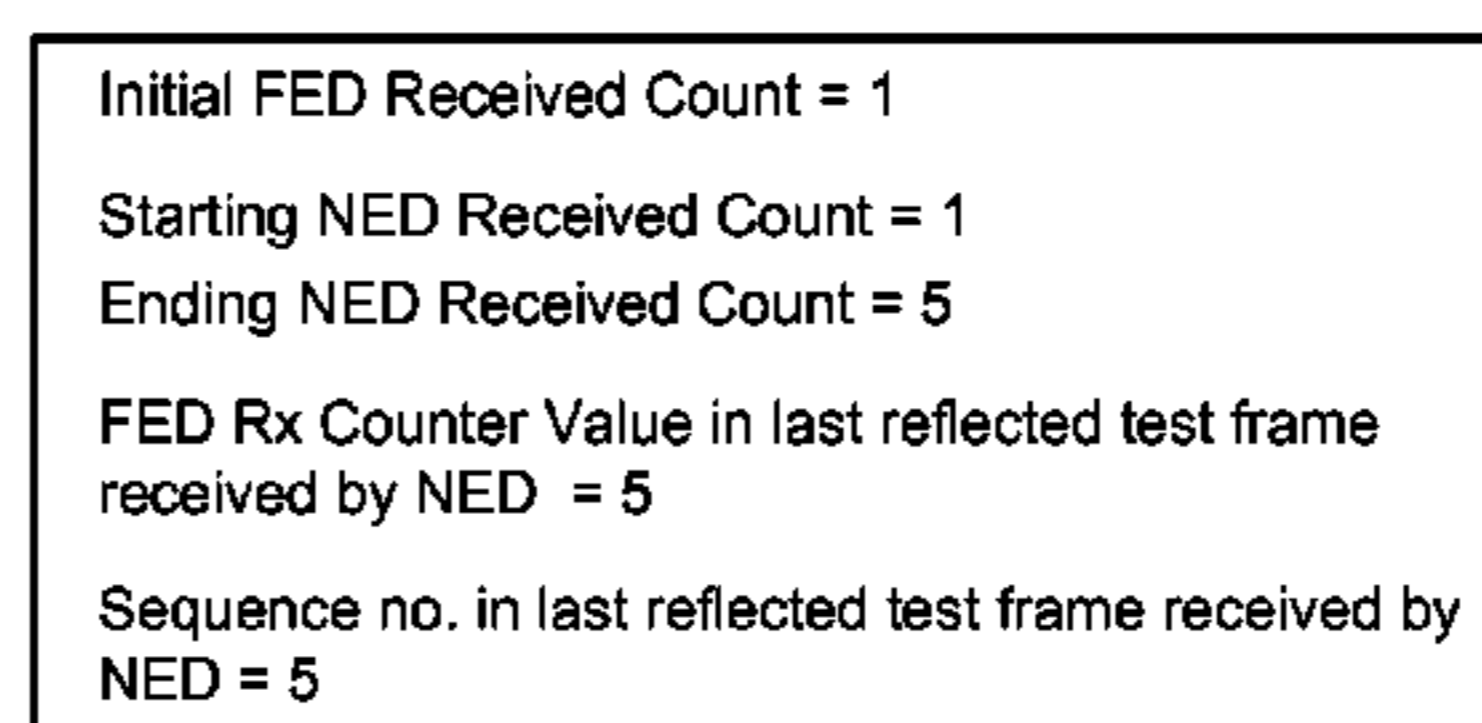 Initial FED Received Count = 1
Starting NED Received Count = 1
Ending NED Received Count = 5
FED Rx Counter Value in last reflected test frame
received by NED = 5
Sequence no. in last reflected test frame received by
NED = 5